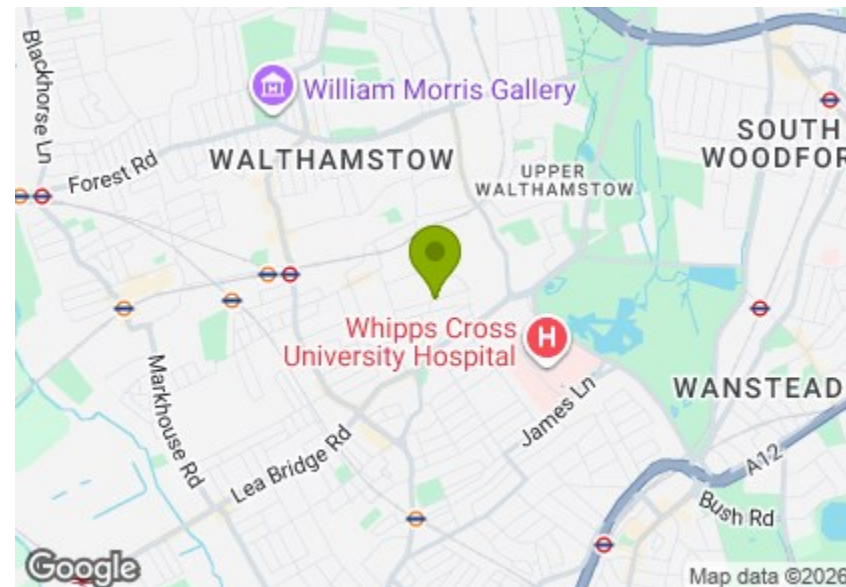 Blackhorse Ln
William Morris Gallery
SOUTH
WOODFOR
WALTHAMSTOW
Forest Rd
UPPER
WALTHAMSTOW
Whipps Cross
University Hospital
H
Markhouse Rd
James Ln
WANSTEAD
Lea Bridge Rd
A12
Bush Rd
Google
Map data ©2026